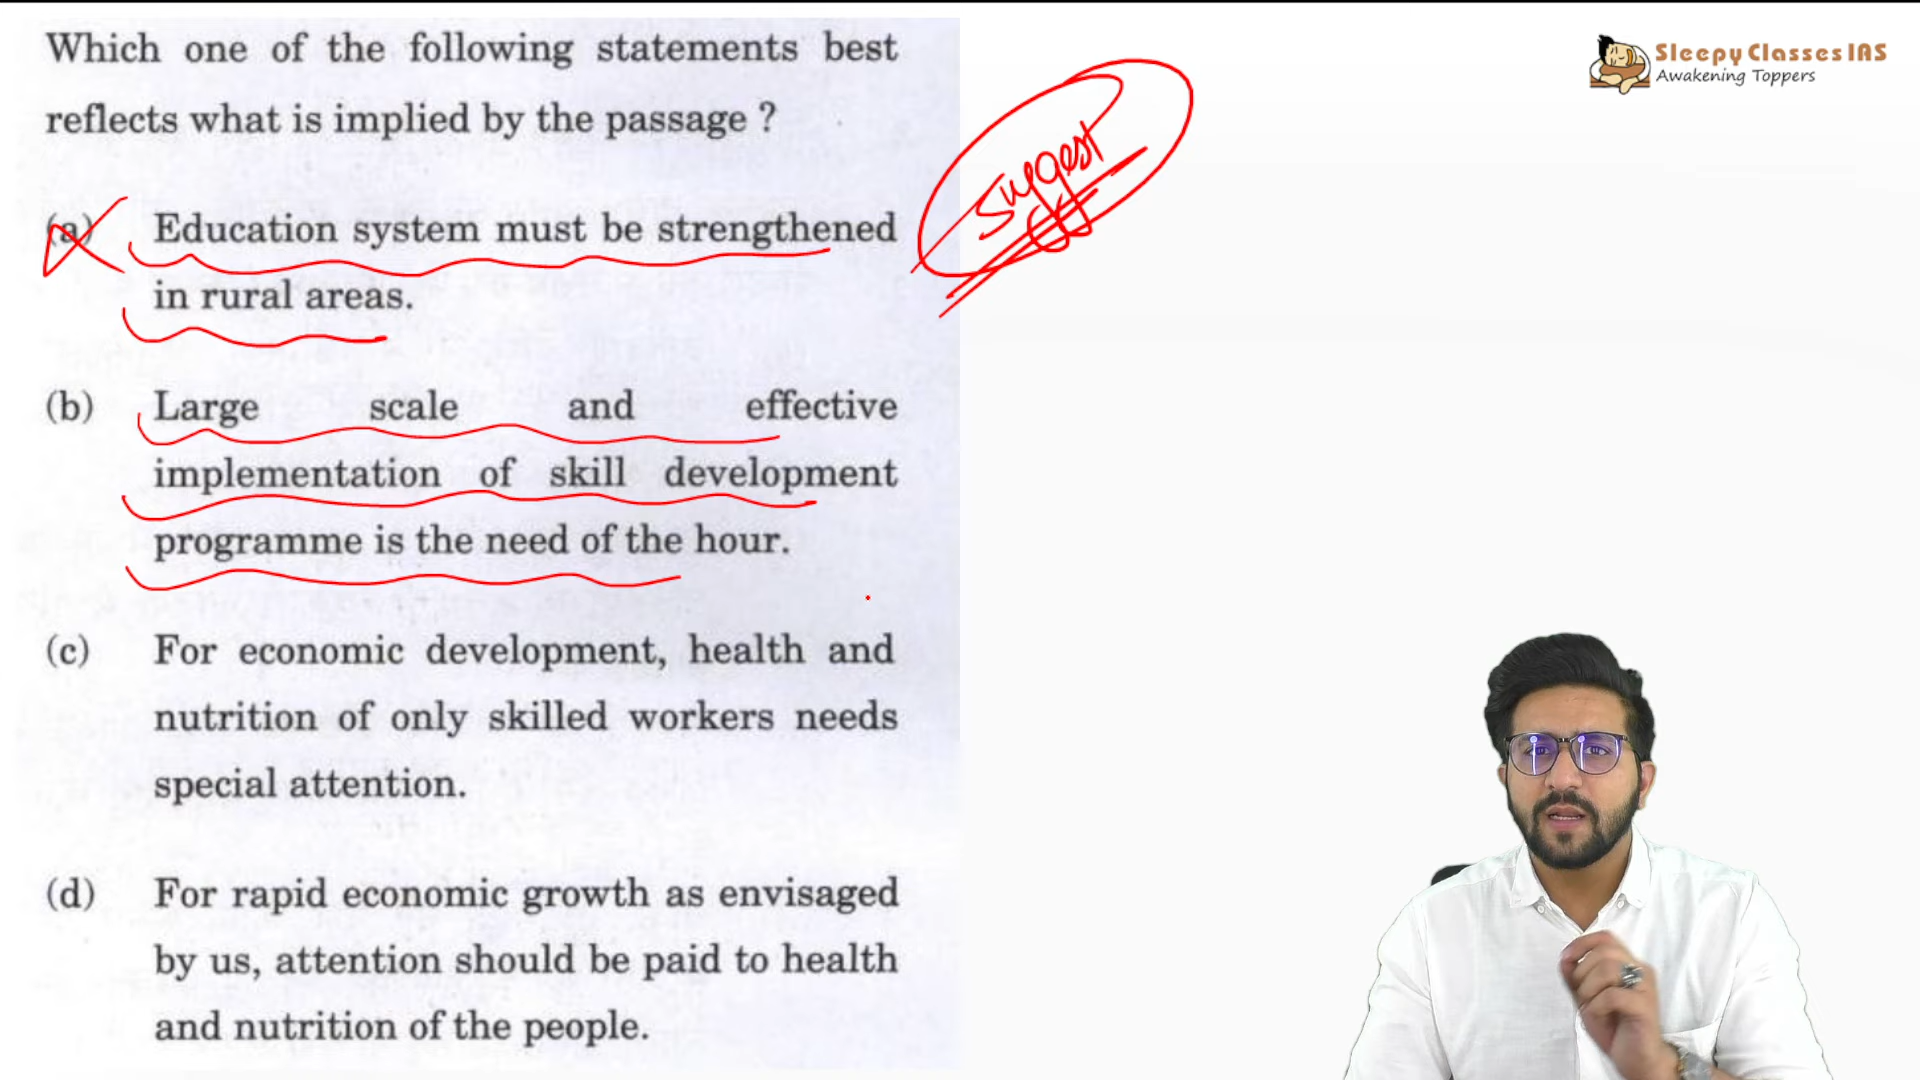 Which one of the following statements best
reflects what is implied by the passage ?
(a) Education system must be strengthened
in rural areas.
(b) Large scale and effective
implementation of skill development
programme is the need of the hour.
(c) For economic development, health and
nutrition of only skilled workers needs
special attention.
(d) For rapid economic growth as envisaged
by us, attention should be paid to health
and nutrition of the people.
Suggest
Sleepy Classes IAS
Awakening Toppers